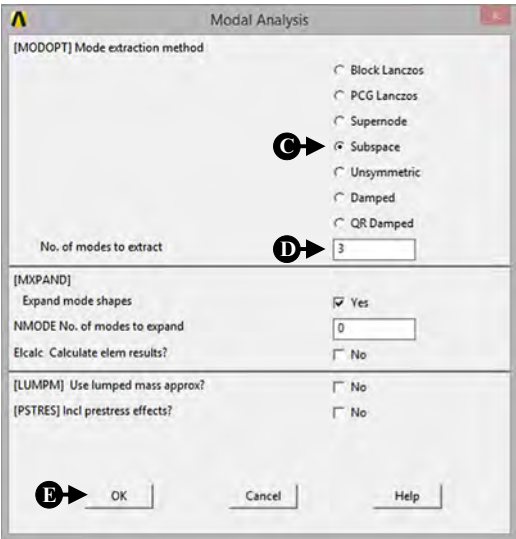 Modal Analysis
[MODOPT] Mode extraction method
Block Lanczos
PCG Lanczos
Supernode
C Subspace
Unsymmetric
Damped
QR Damped
No. of modes to extract D 3
[MXPAND]
Expand mode shapes Yes
NMODE No. of modes to expand 0
Elcalc Calculate elem results? No
[LUMPM] Use lumped mass approx? No
[PSTRES] Incl prestress effects? No
E OK Cancel Help